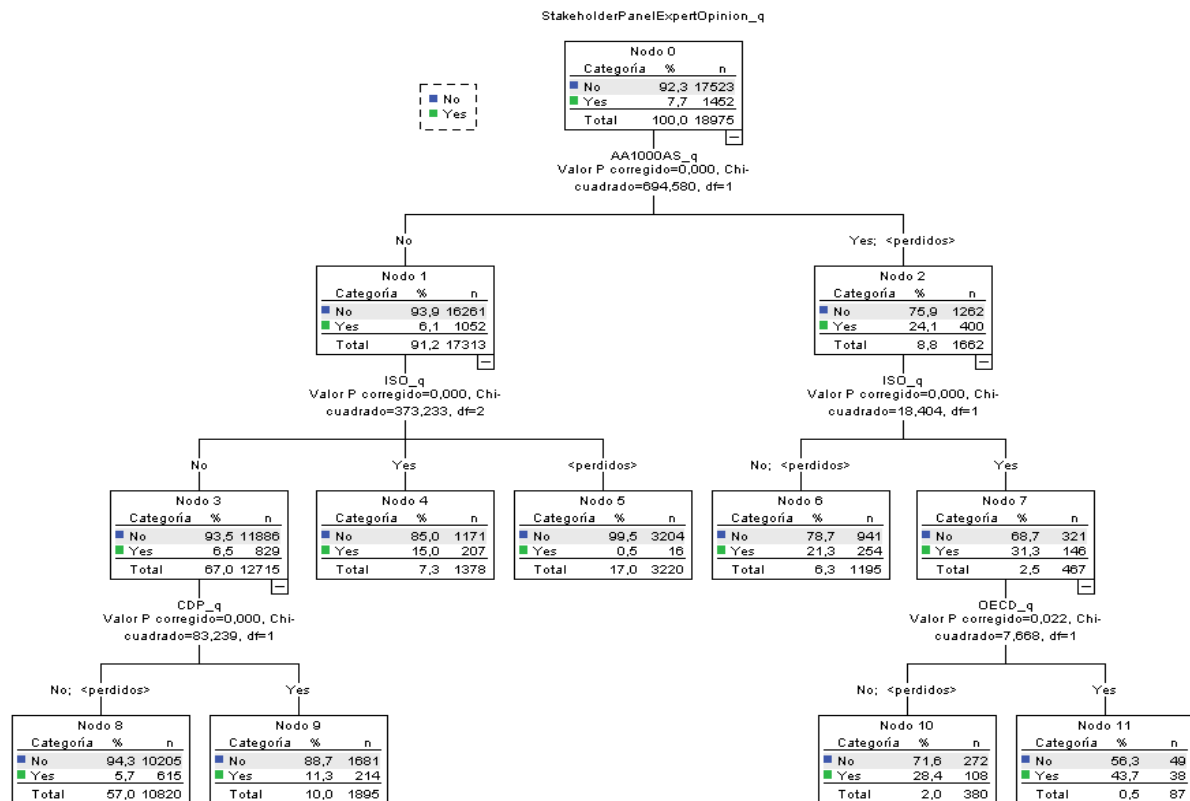 StakeholderPanelExpertOpinion_q
No
Yes
Nodo 0
Categoría % n
No 92,3 17523
Yes 7,7 1452
Total 100,0 18975
AA1000AS_q
Valor P corregido=0,000, Chi-
cuadrado=694,580, df=1
No
Yes; <perdidos>
Nodo 1
Categoría % n
No 93,9 16261
Yes 6,1 1052
Total 91,2 17313
Nodo 2
Categoría % n
No 75,9 1262
Yes 24,1 400
Total 8,8 1662
ISO_q
Valor P corregido=0,000, Chi-
cuadrado=373,233, df=2
ISO_q
Valor P corregido=0,000, Chi-
cuadrado=18,404, df=1
No
Yes
<perdidos>
No; <perdidos>
Yes
Nodo 3
Categoría % n
No 93,5 11886
Yes 6,5 829
Total 67,0 12715
Nodo 4
Categoría % n
No 85,0 1171
Yes 15,0 207
Total 7,3 1378
Nodo 5
Categoría % n
No 99,5 3204
Yes 0,5 16
Total 17,0 3220
Nodo 6
Categoría % n
No 78,7 941
Yes 21,3 254
Total 6,3 1195
Nodo 7
Categoría % n
No 68,7 321
Yes 31,3 146
Total 2,5 467
CDP_q
Valor P corregido=0,000, Chi-
cuadrado=83,239, df=1
OECD_q
Valor P corregido=0,022, Chi-
cuadrado=7,668, df=1
No; <perdidos>
Yes
No; <perdidos>
Yes
Nodo 8
Categoría % n
No 94,3 10205
Yes 5,7 615
Total 57,0 10820
Nodo 9
Categoría % n
No 88,7 1681
Yes 11,3 214
Total 10,0 1895
Nodo 10
Categoría % n
No 71,6 272
Yes 28,4 108
Total 2,0 380
Nodo 11
Categoría % n
No 56,3 49
Yes 43,7 38
Total 0,5 87